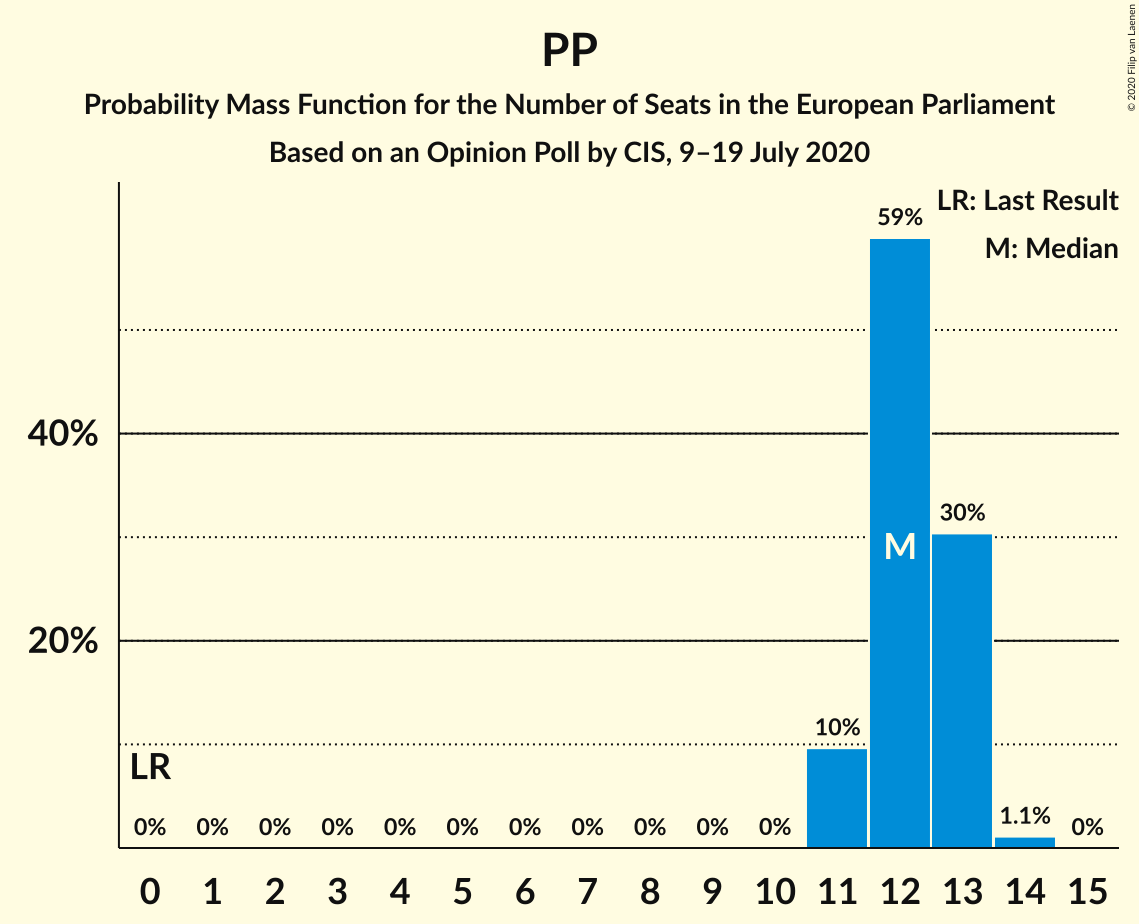 PP
Probability Mass Function for the Number of Seats in the European Parliament
Based on an Opinion Poll by CIS, 9–19 July 2020
© 2020 Filip van Laenen
LR: Last Result
M: Median
59%
40%
30%
M
20%
10%
LR
1.1%
0% 0% 0% 0% 0% 0% 0% 0% 0% 0% 0% 0%
0 1 2 3 4 5 6 7 8 9 10 11 12 13 14 15